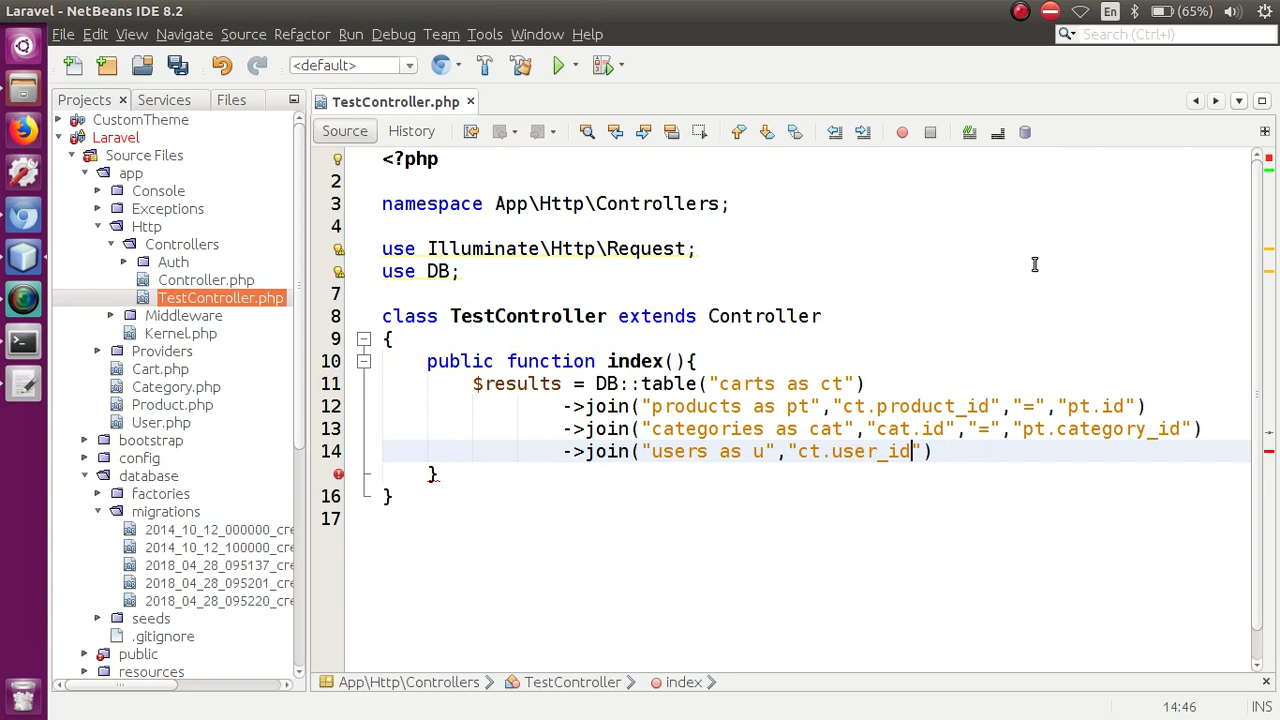 Laravel - NetBeans IDE 8.2
En
(65%)
File Edit View Navigate Source Refactor Run Debug Team Tools Window Help
Search (Ctrl+I)
<default>
Projects × Services Files
TestController.php ×
Source History
CustomTheme
Laravel
Source Files
app
Console
Exceptions
Http
Controllers
Auth
Controller.php
TestController.php
Middleware
Kernel.php
Providers
Cart.php
Category.php
Product.php
User.php
bootstrap
config
database
factories
migrations
2014_10_12_000000_cre
2014_10_12_100000_cre
2018_04_28_095137_cre
2018_04_28_095201_cre
2018_04_28_095220_cre
seeds
.gitignore
public
resources
<?php
2
3 namespace App\Http\Controllers;
4
use Illuminate\Http\Request;
use DB;
7
8 class TestController extends Controller
9 {
10 public function index(){
11 $results = DB::table("carts as ct")
12 ->join("products as pt","ct.product_id","=","pt.id")
13 ->join("categories as cat","cat.id","=","pt.category_id")
14 ->join("users as u","ct.user_id")
}
16 }
17
App\Http\Controllers TestController index
14:46 INS